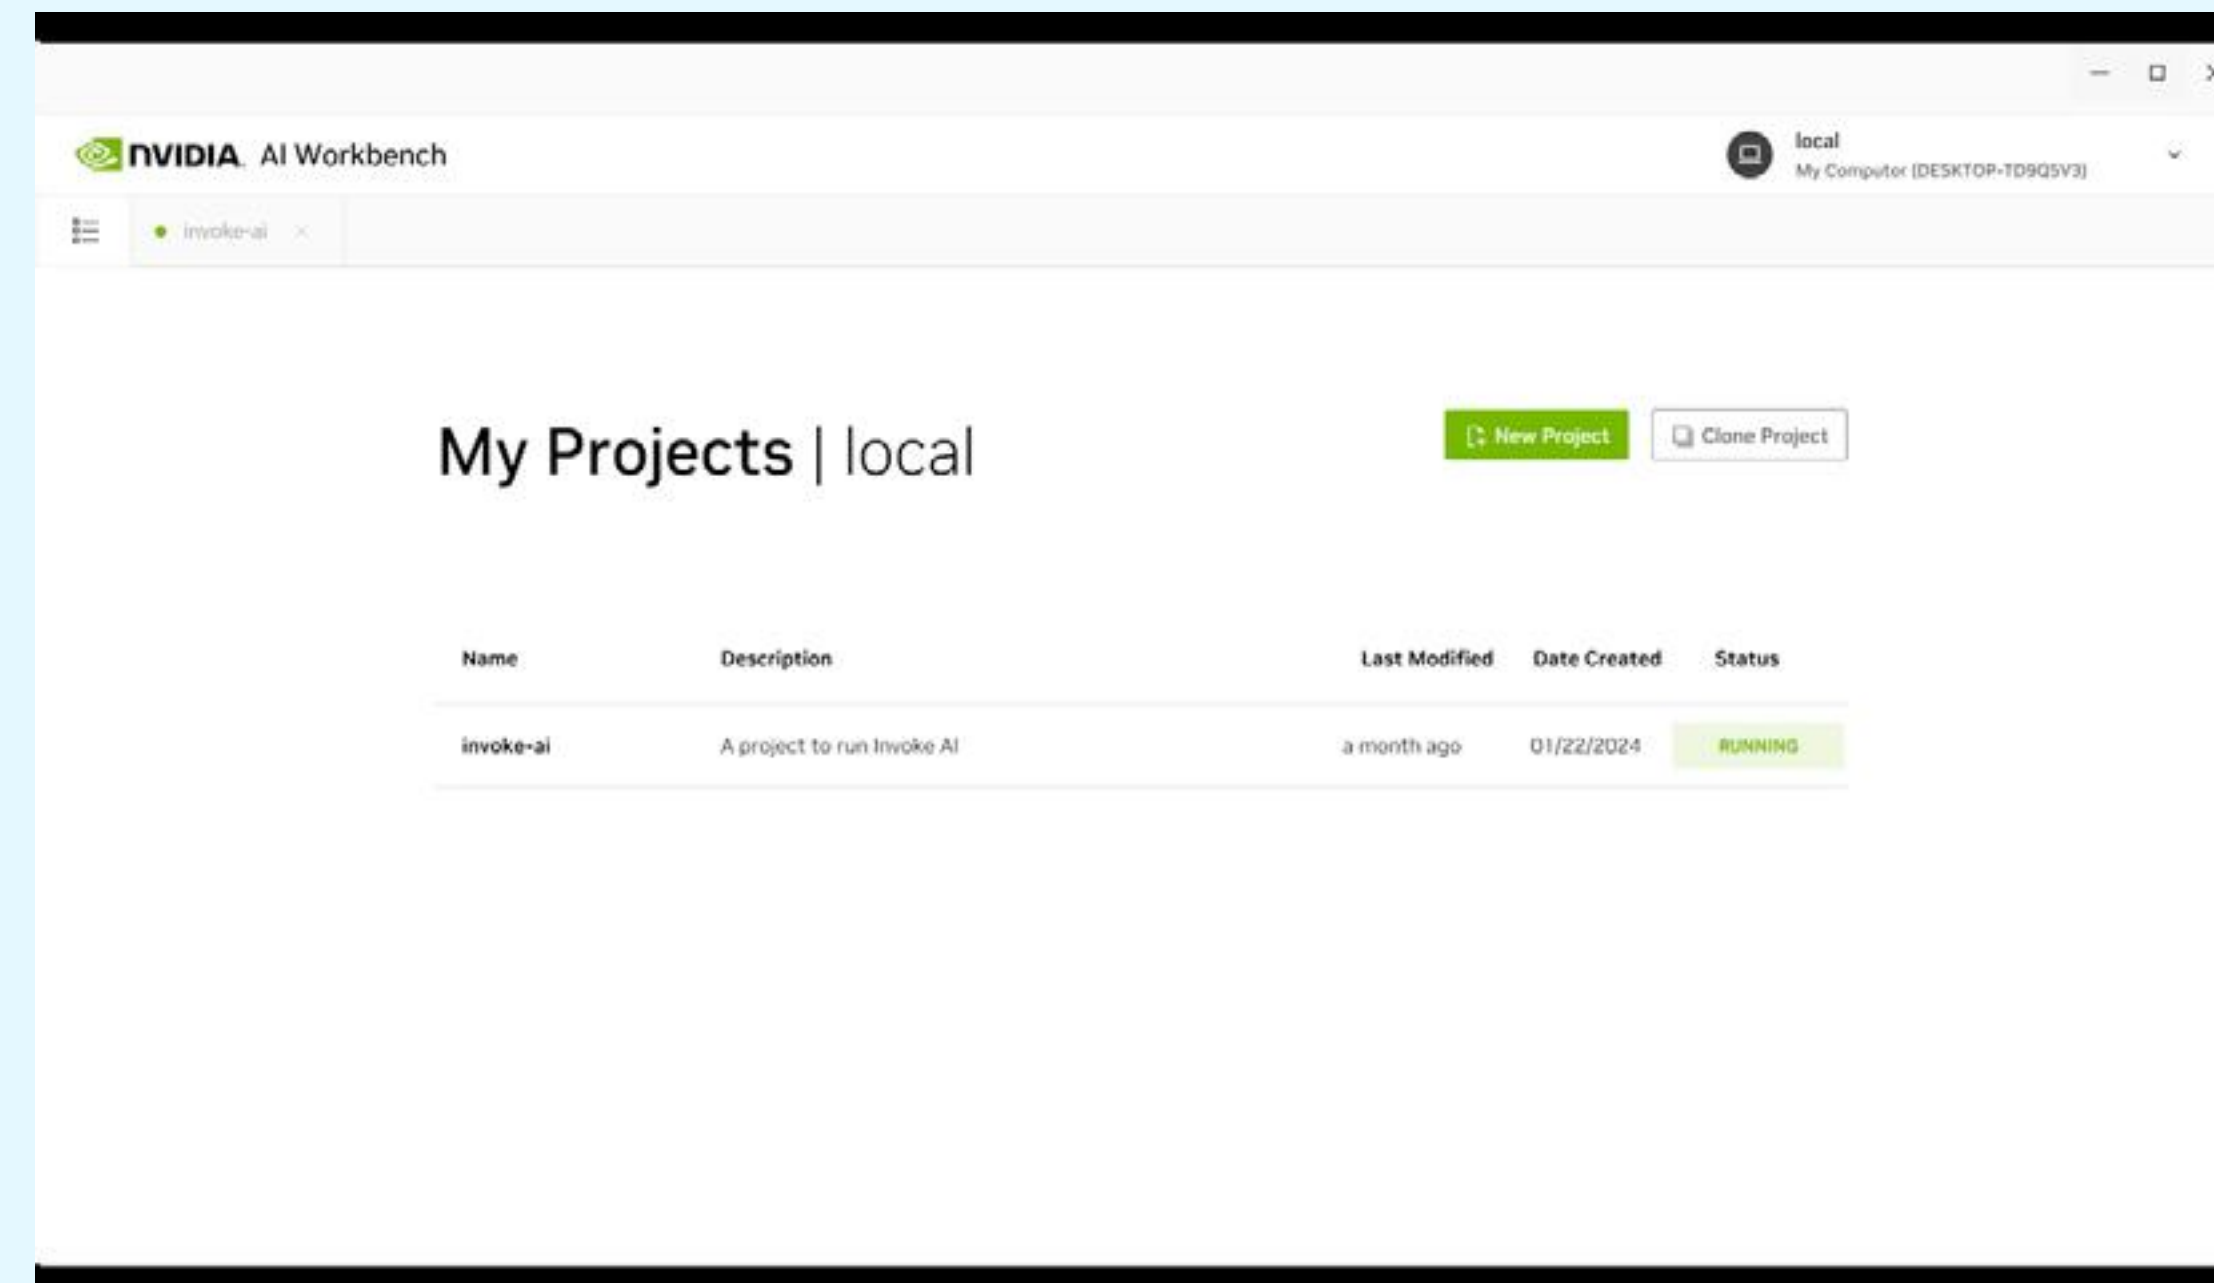 NVIDIA. AI Workbench
local
My Computer (DESKTOP-TD9Q5V3)
invoke-ai
My Projects | local
New Project
Clone Project
Name Description Last Modified Date Created Status
invoke-ai A project to run Invoke AI a month ago 01/22/2024 RUNNING